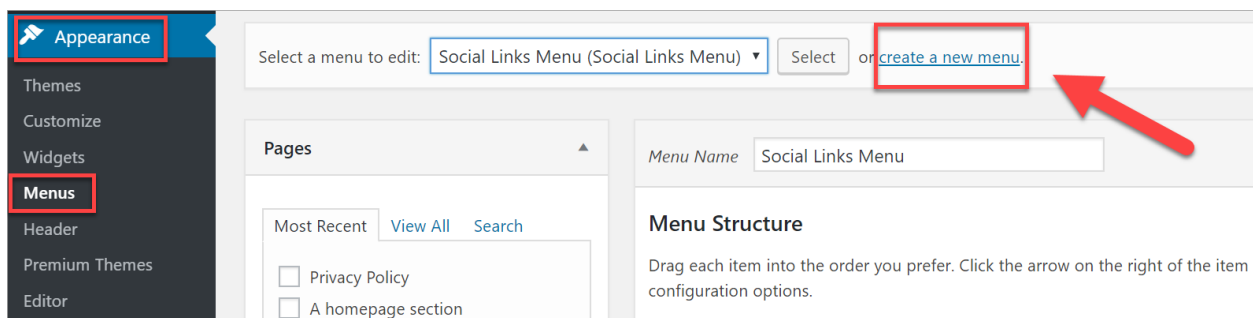 Appearance
Themes
Customize
Widgets
Menus
Header
Premium Themes
Editor
Select a menu to edit: Social Links Menu (Social Links Menu) Select or create a new menu.
Pages
Most Recent View All Search
Privacy Policy
A homepage section
Menu Name Social Links Menu
Menu Structure
Drag each item into the order you prefer. Click the arrow on the right of the item
configuration options.